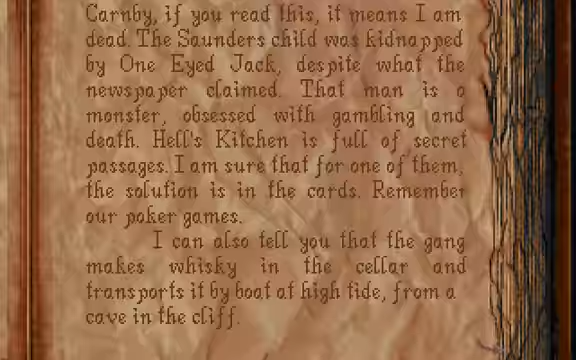 Carnby, if you read this, it means I am
dead. The Saunders child was kidnapped
by One Eyed Jack, despite what the
newspaper claimed. That man is a
monster, obsessed with gambling and
death. Hell's Kitchen is full of secret
passages. I am sure that for one of them,
the solution is in the cards. Remember
our poker games.
I can also tell you that the gang
makes whisky in the cellar and
transports it by boat at high tide, from a
cave in the cliff.